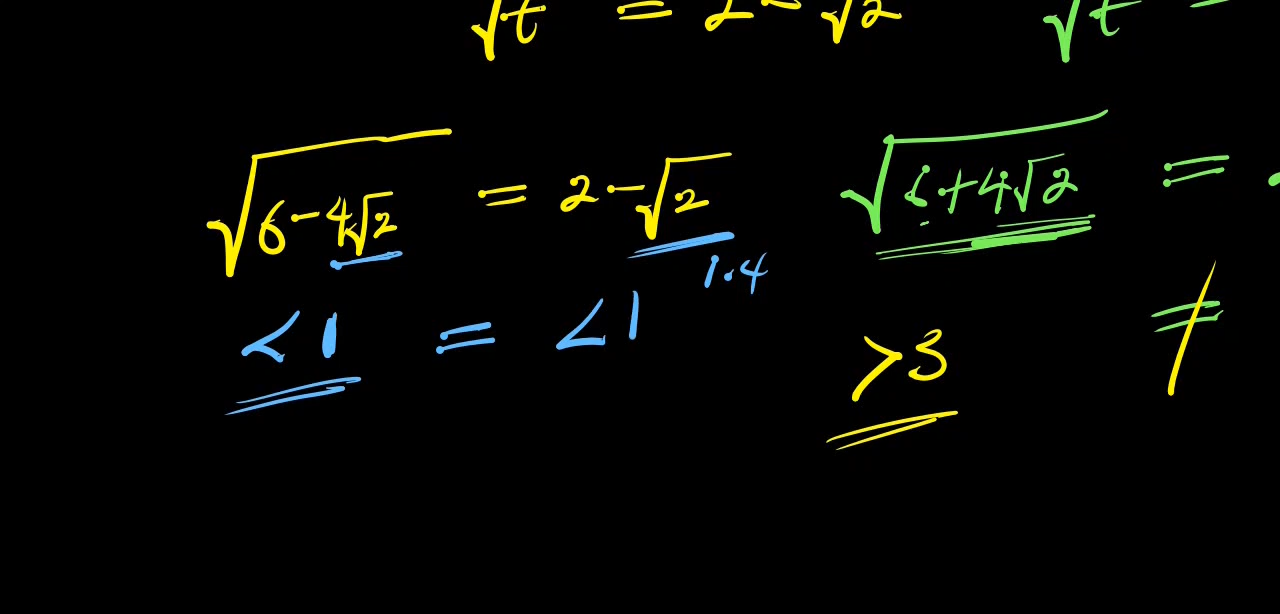 √t = 2 - √2 √t =
√(6-4√2) = 2-√2 √(6+4√2) =
1.4
<1 = <1 >3 ≠